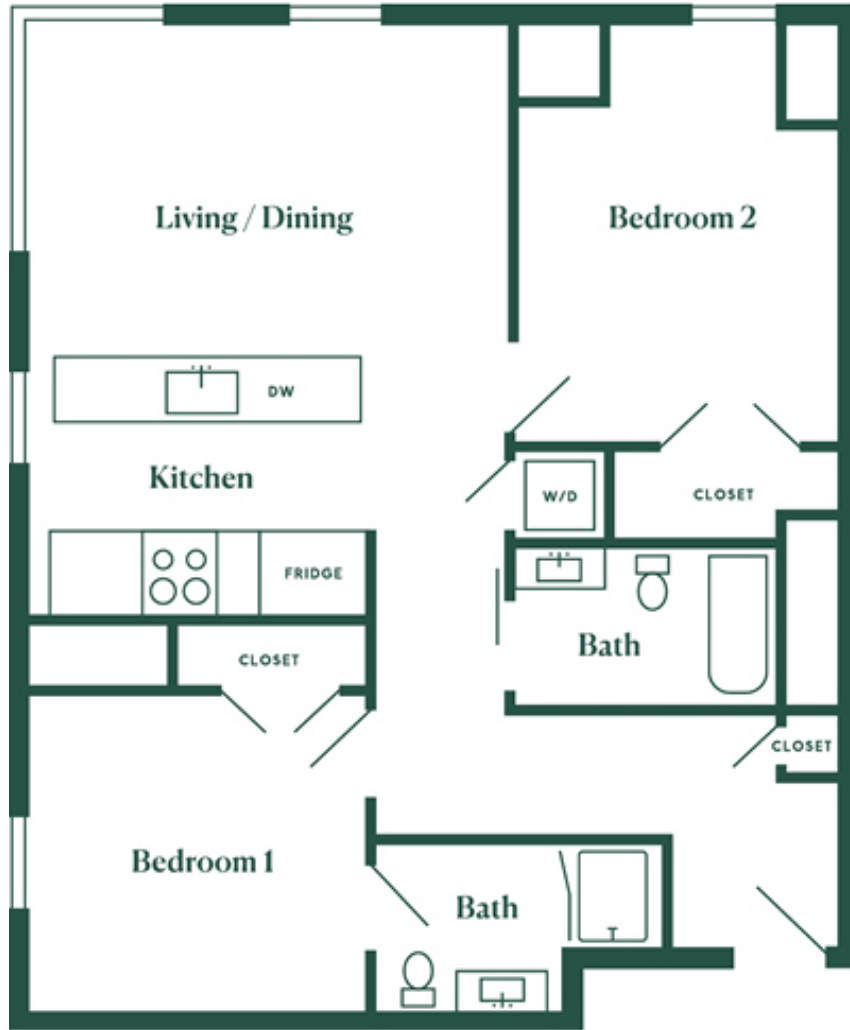 Living / Dining
Bedroom 2
DW
Kitchen
W/D
CLOSET
FRIDGE
Bath
CLOSET
CLOSET
Bedroom 1
Bath